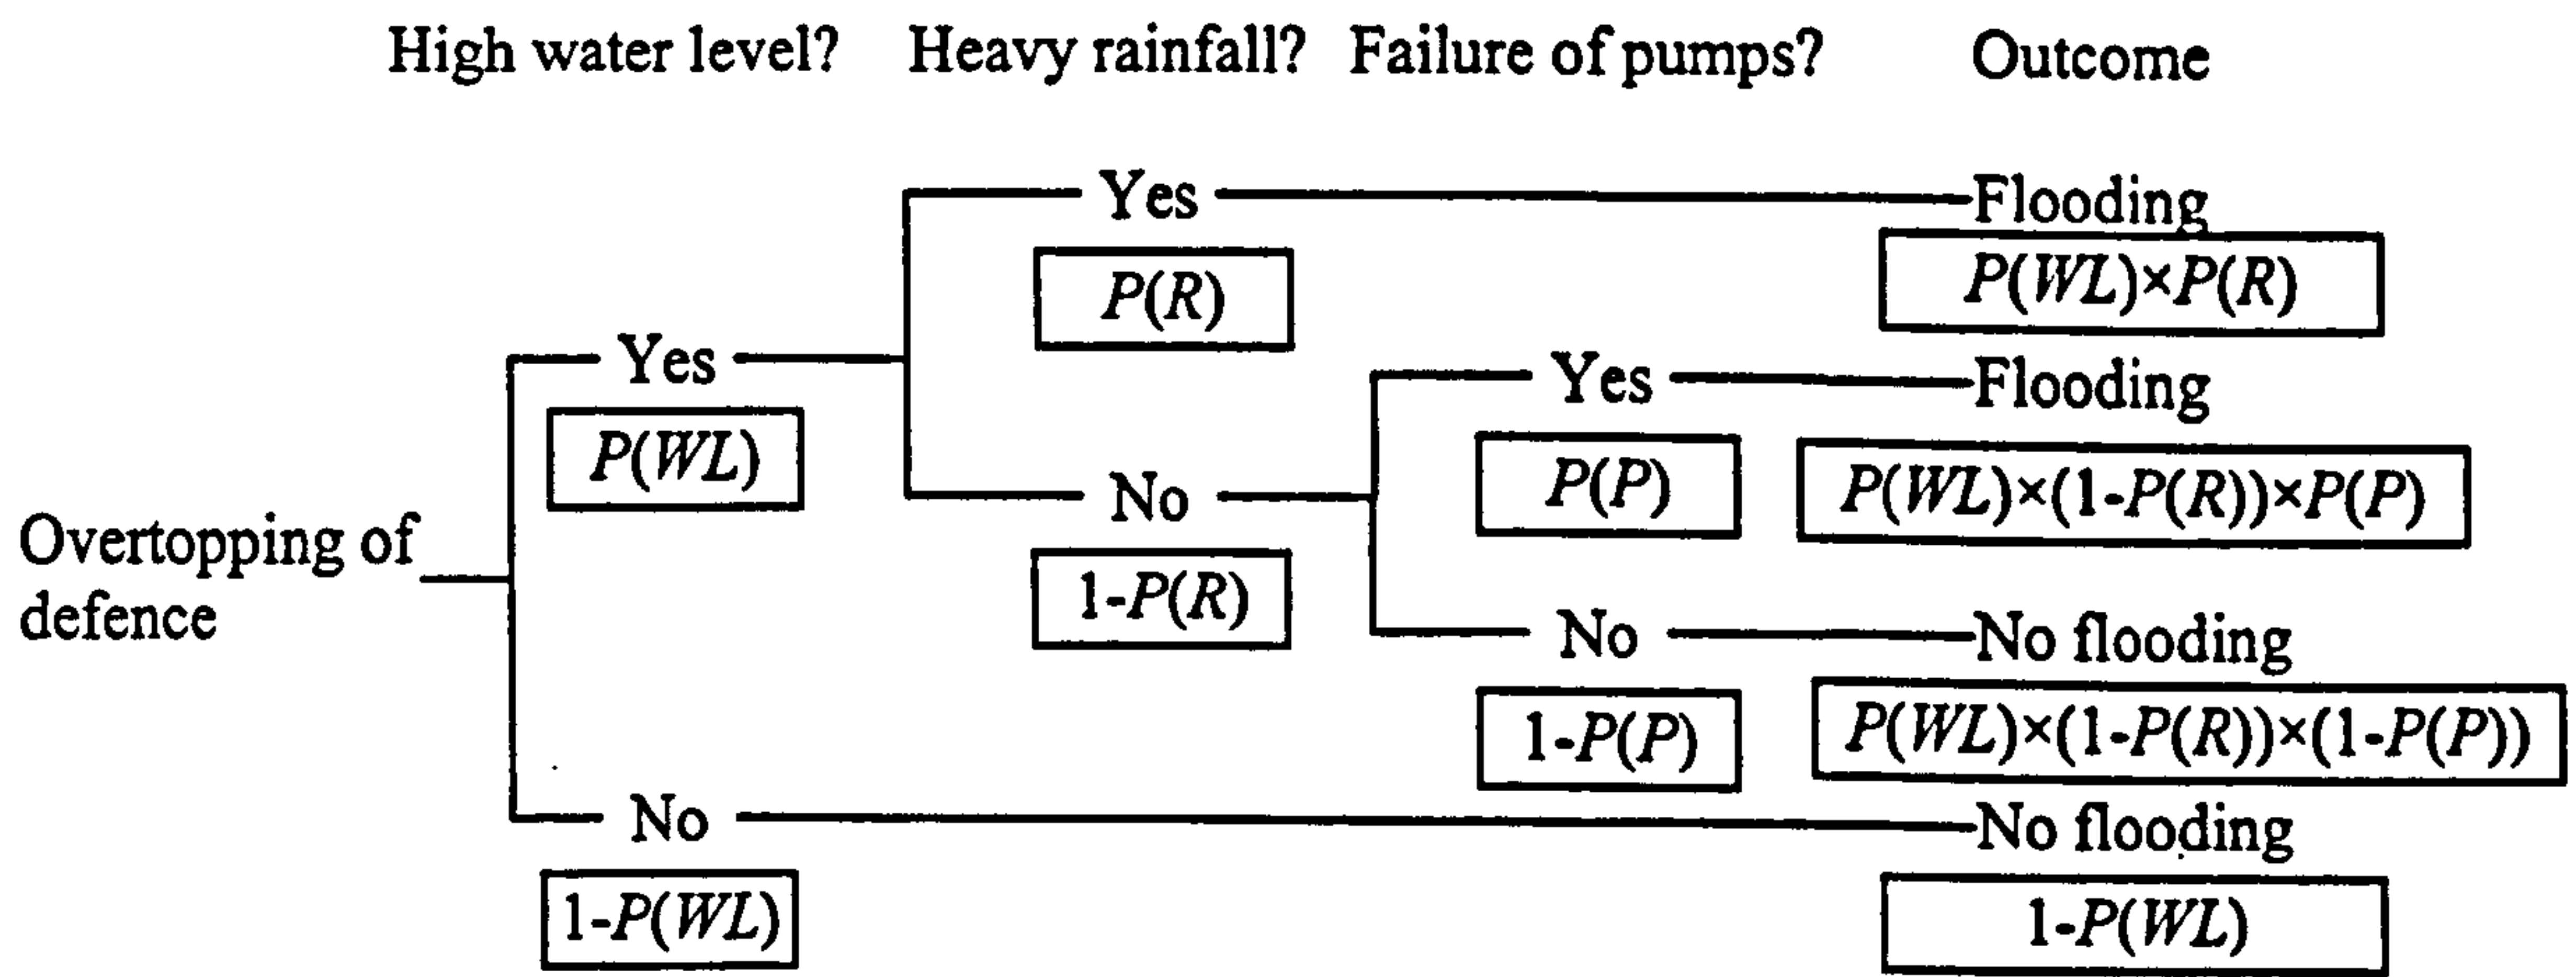 High water level? Heavy rainfall? Failure of pumps? Outcome
Yes Flooding
P(R) P(WL)×P(R)
Yes Yes Flooding
P(WL) P(P) P(WL)×(1-P(R))×P(P)
No
Overtopping of
defence
1-P(R)
No No flooding
1-P(P) P(WL)×(1-P(R))×(1-P(P))
No No flooding
1-P(WL) 1-P(WL)